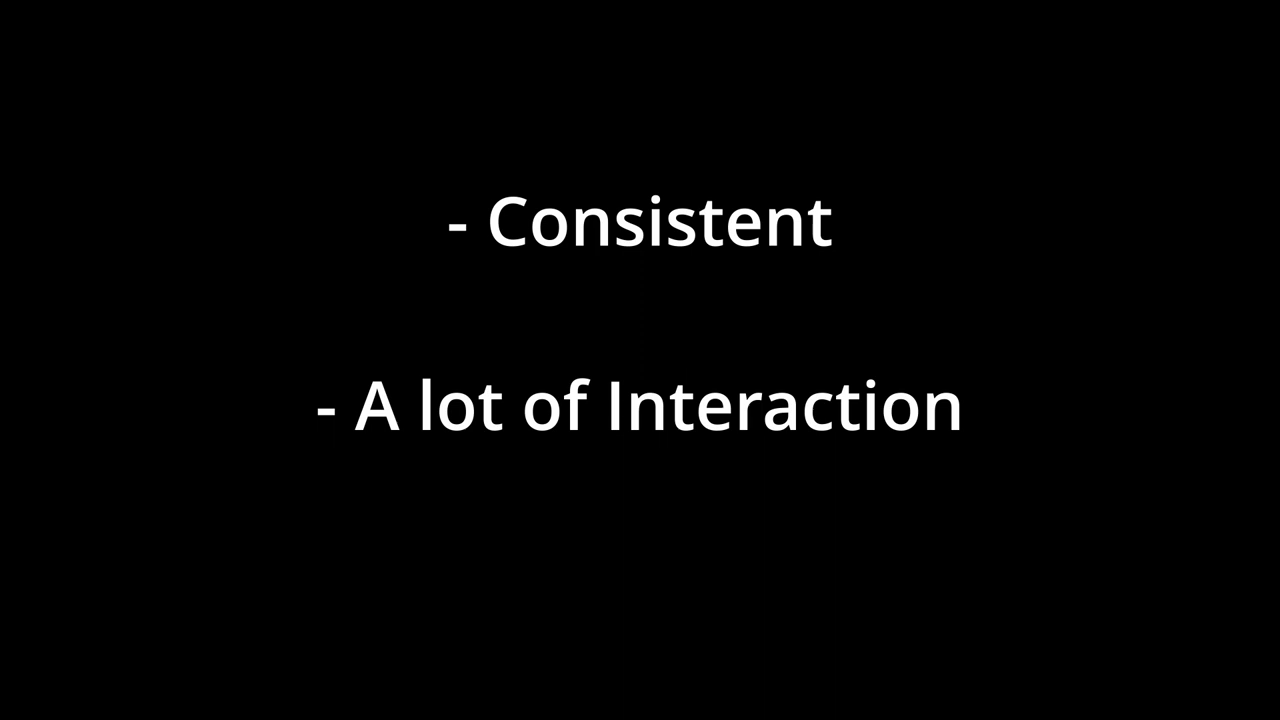 - Consistent
- A lot of Interaction